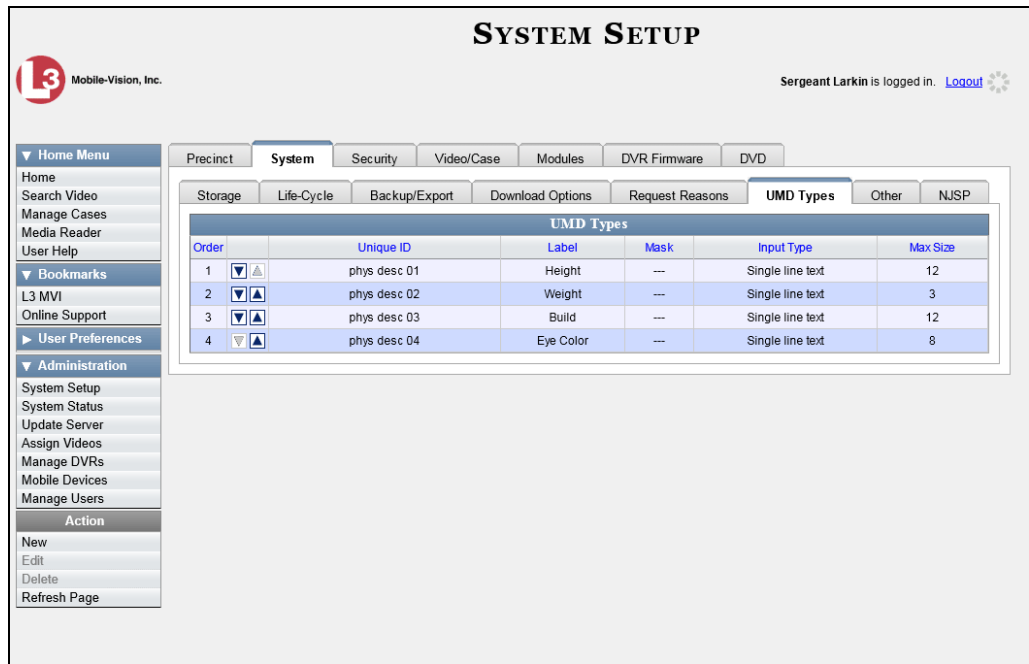 SYSTEM SETUP
L3 Mobile-Vision, Inc.
Sergeant Larkin is logged in. Logout
Home Menu
Home
Search Video
Manage Cases
Media Reader
User Help
Bookmarks
L3 MVI
Online Support
User Preferences
Administration
System Setup
System Status
Update Server
Assign Videos
Manage DVRs
Mobile Devices
Manage Users
Action
New
Edit
Delete
Refresh Page
Precinct System Security Video/Case Modules DVR Firmware DVD
Storage Life-Cycle Backup/Export Download Options Request Reasons UMD Types Other NJSP
UMD Types
Order Unique ID Label Mask Input Type Max Size
1 phys desc 01 Height --- Single line text 12
2 phys desc 02 Weight --- Single line text 3
3 phys desc 03 Build --- Single line text 12
4 phys desc 04 Eye Color --- Single line text 8